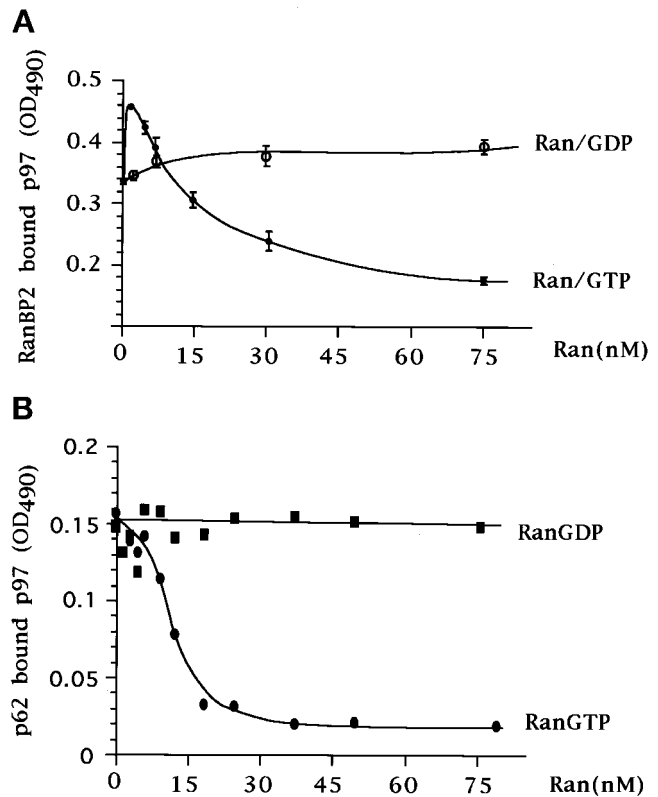 A
RanBP2 bound p97 (OD490)
0.5
0.4
0.3
0.2
Ran/GDP
Ran/GTP
0 15 30 45 60 75 Ran(nM)
B
p62 bound p97 (OD490)
0.2
0.15
0.1
0.05
0
RanGDP
RanGTP
0 15 30 45 60 75 Ran(nM)